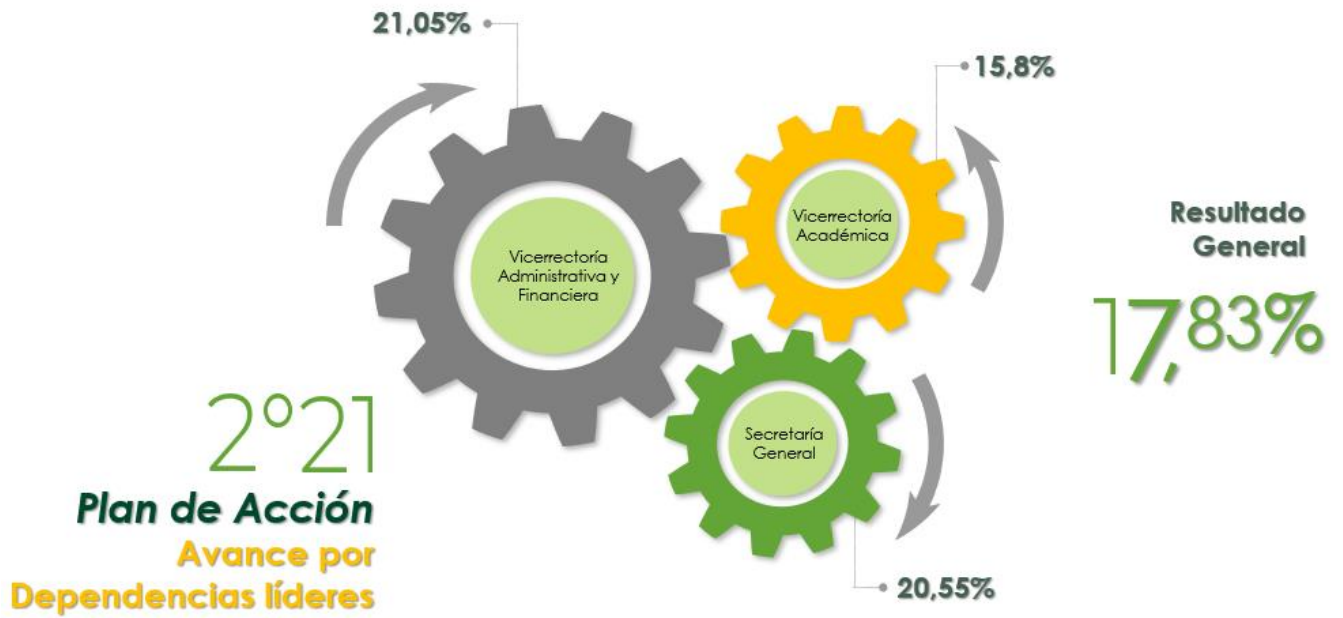 21,05%
15,8%
Vicerrectoría
Académica
Vicerrectoría
Administrativa y
Financiera
Resultado
General
17,83%
Secretaría
General
20,55%
2°21
Plan de Acción
Avance por
Dependencias líderes